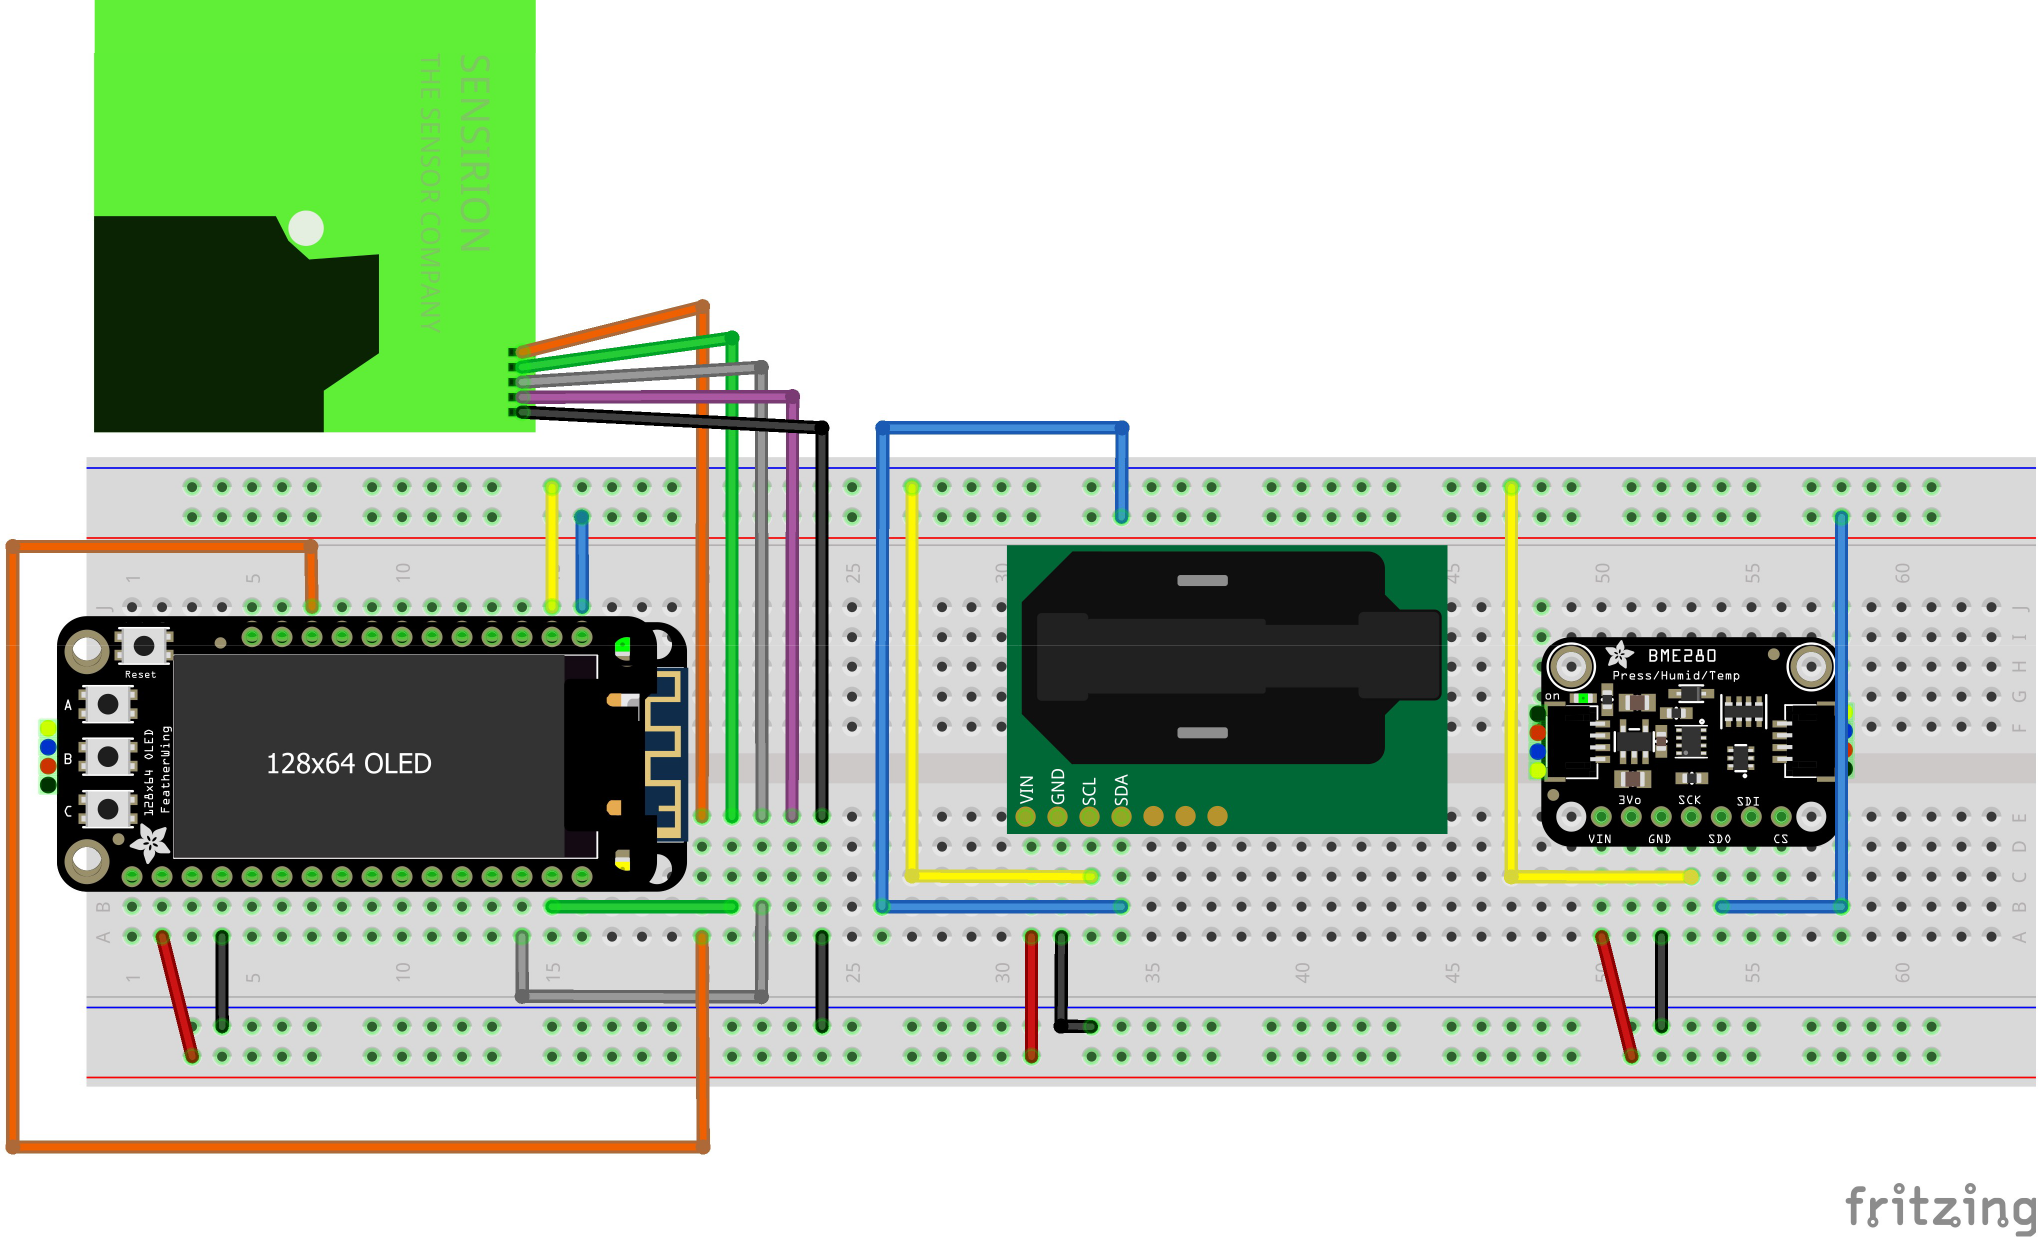 SENSIRION
THE SENSOR COMPANY
1
5
10
25
30
45
50
55
60
J
J
I
H
G
F
Reset
A
B
C
128x64 OLED
FeatherWing
128x64 OLED
VIN
GND
SCL
SDA
BME280
Press/Humid/Temp
on
3Vo
SCK
SDI
VIN
GND
SDO
CS
E
D
C
B
B
A
A
1
5
10
15
25
30
35
40
45
50
55
60
fritzing